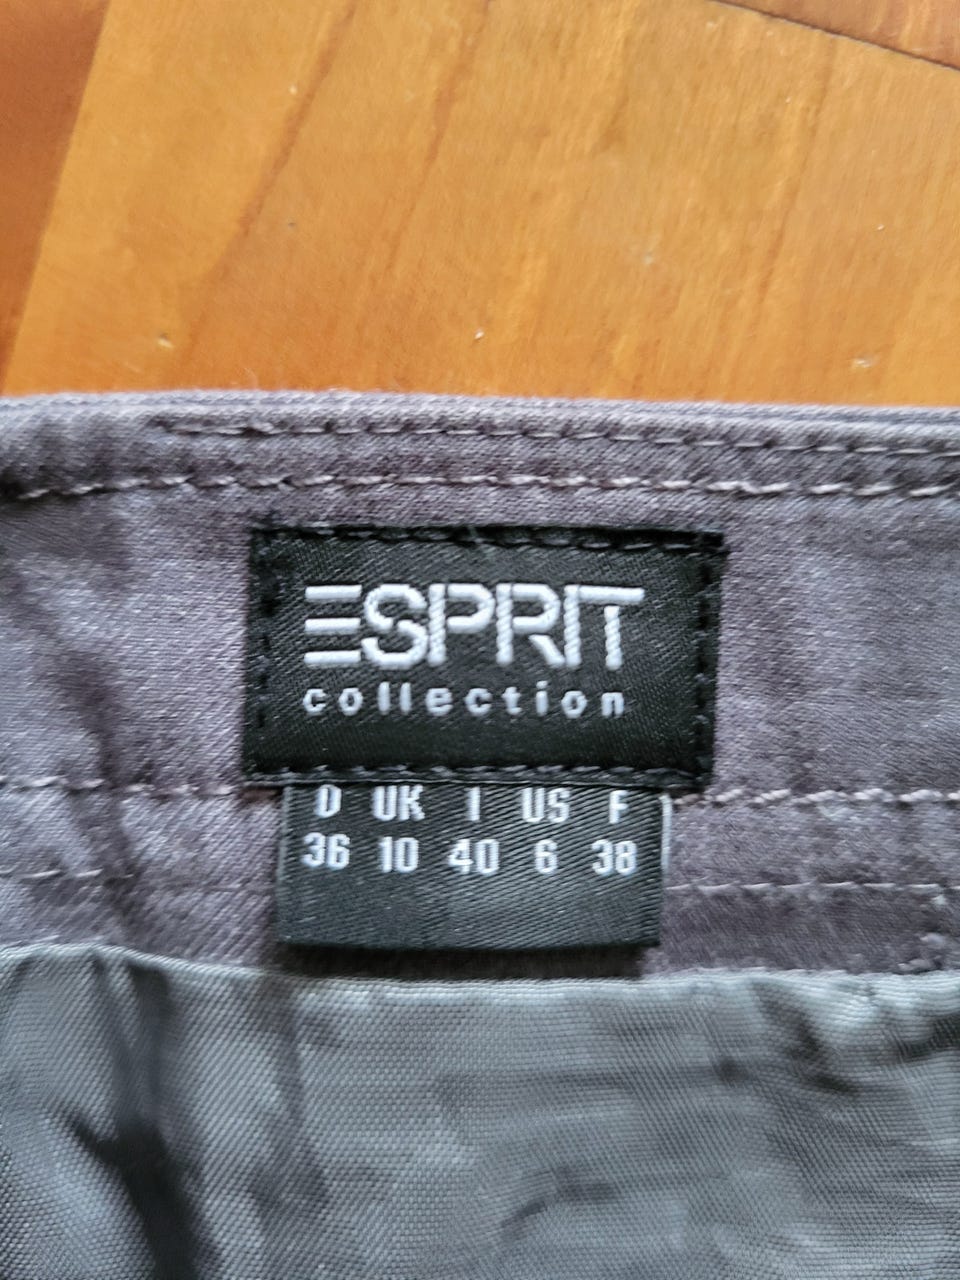 ESPRIT
collection
D UK I US F
36 10 40 6 38